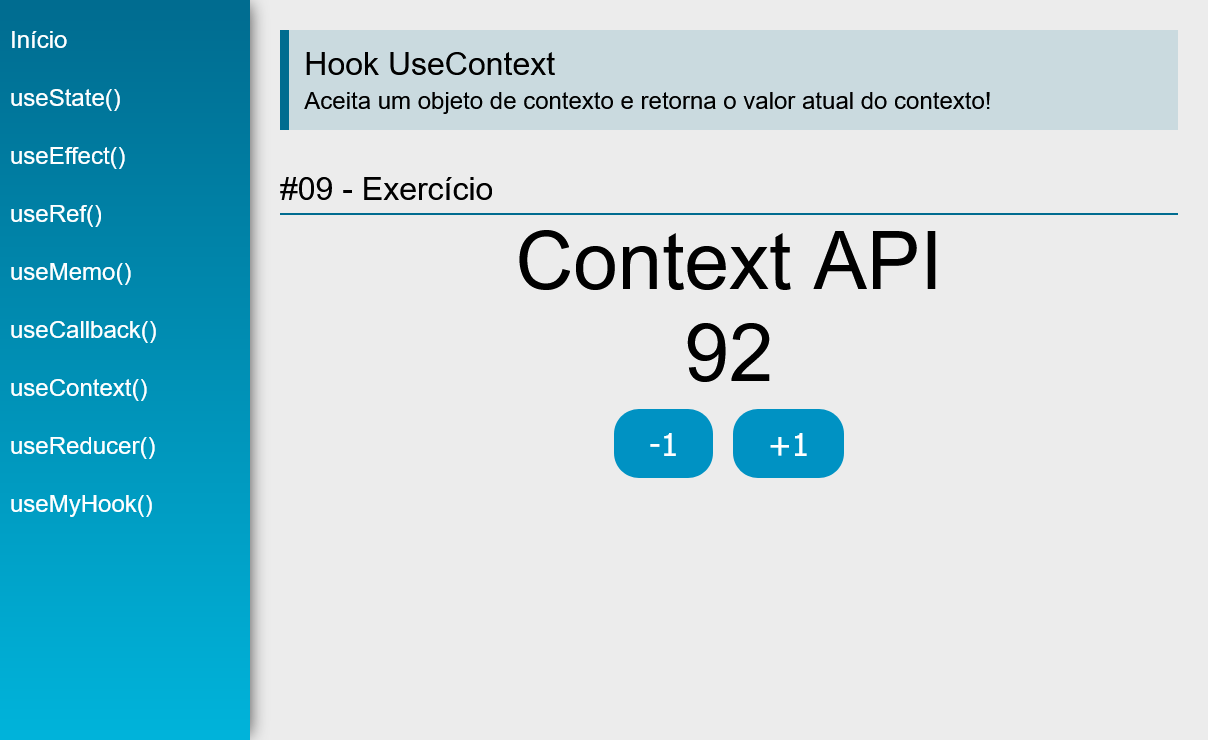 Início
useState()
useEffect()
useRef()
useMemo()
useCallback()
useContext()
useReducer()
useMyHook()
Hook UseContext
Aceita um objeto de contexto e retorna o valor atual do contexto!
#09 - Exercício
Context API
92
-1 +1